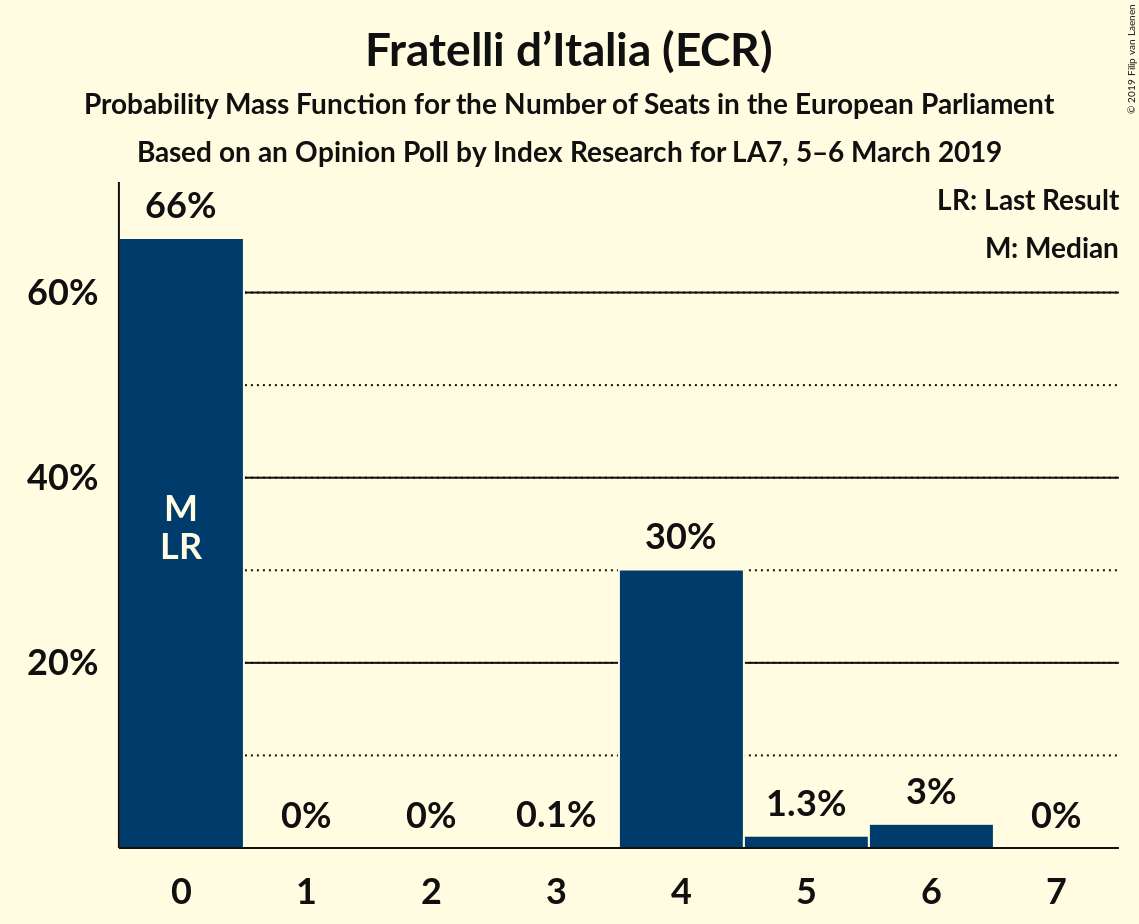 Fratelli d’Italia (ECR)
Probability Mass Function for the Number of Seats in the European Parliament
Based on an Opinion Poll by Index Research for LA7, 5–6 March 2019
© 2019 Filip van Laenen
LR: Last Result
M: Median
66%
60%
40%
20%
M
LR
0%
0%
0.1%
30%
1.3%
3%
0%
0
1
2
3
4
5
6
7